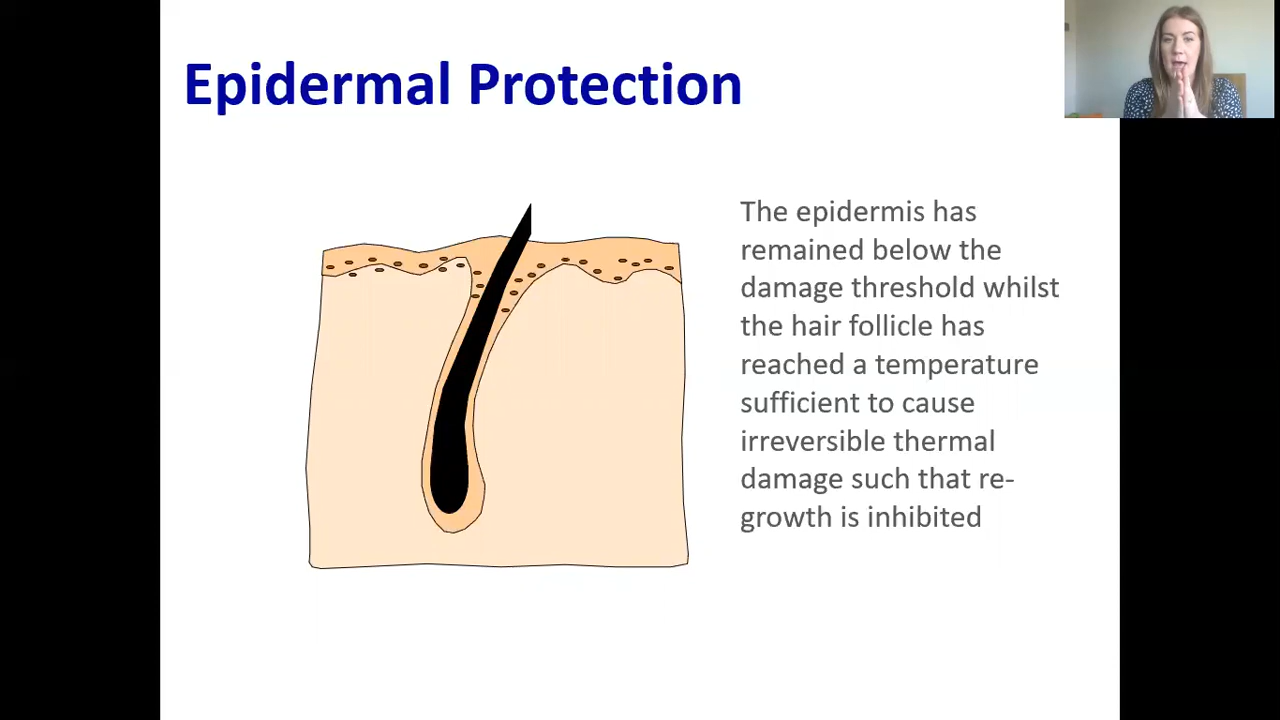 Epidermal Protection
The epidermis has
remained below the
damage threshold whilst
the hair follicle has
reached a temperature
sufficient to cause
irreversible thermal
damage such that re-
growth is inhibited